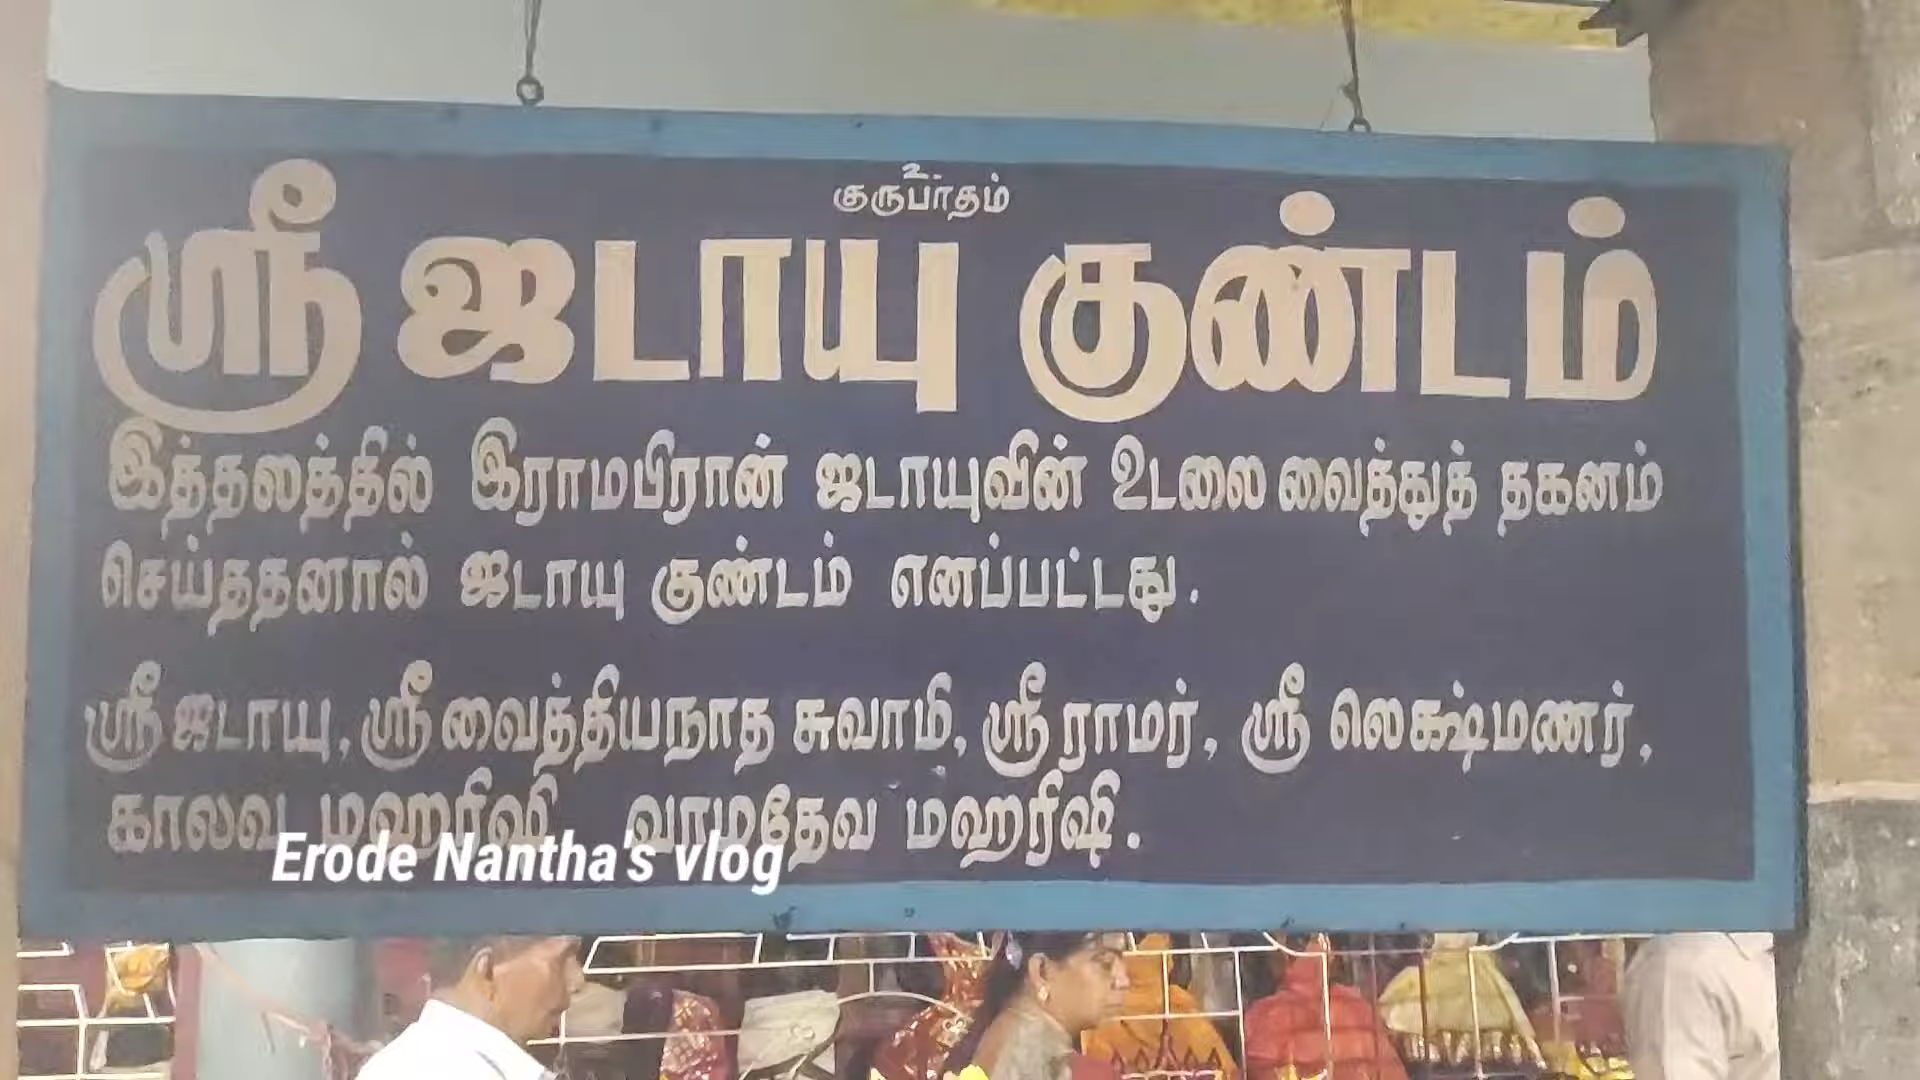 உ
குருபாதம்
ஸ்ரீ ஜடாயு குண்டம்
இத்தலத்தில் இராமபிரான் ஜடாயுவின் உடலை வைத்துத் தகனம்
செய்ததனால் ஜடாயு குண்டம் எனப்பட்டது.
ஸ்ரீ ஜடாயு, ஸ்ரீ வைத்தியநாத சுவாமி, ஸ்ரீ ராமர், ஸ்ரீ லெக்ஷ்மணர்,
காலவ மஹரிஷி வாமதேவ மஹரிஷி.
Erode Nantha's vlog